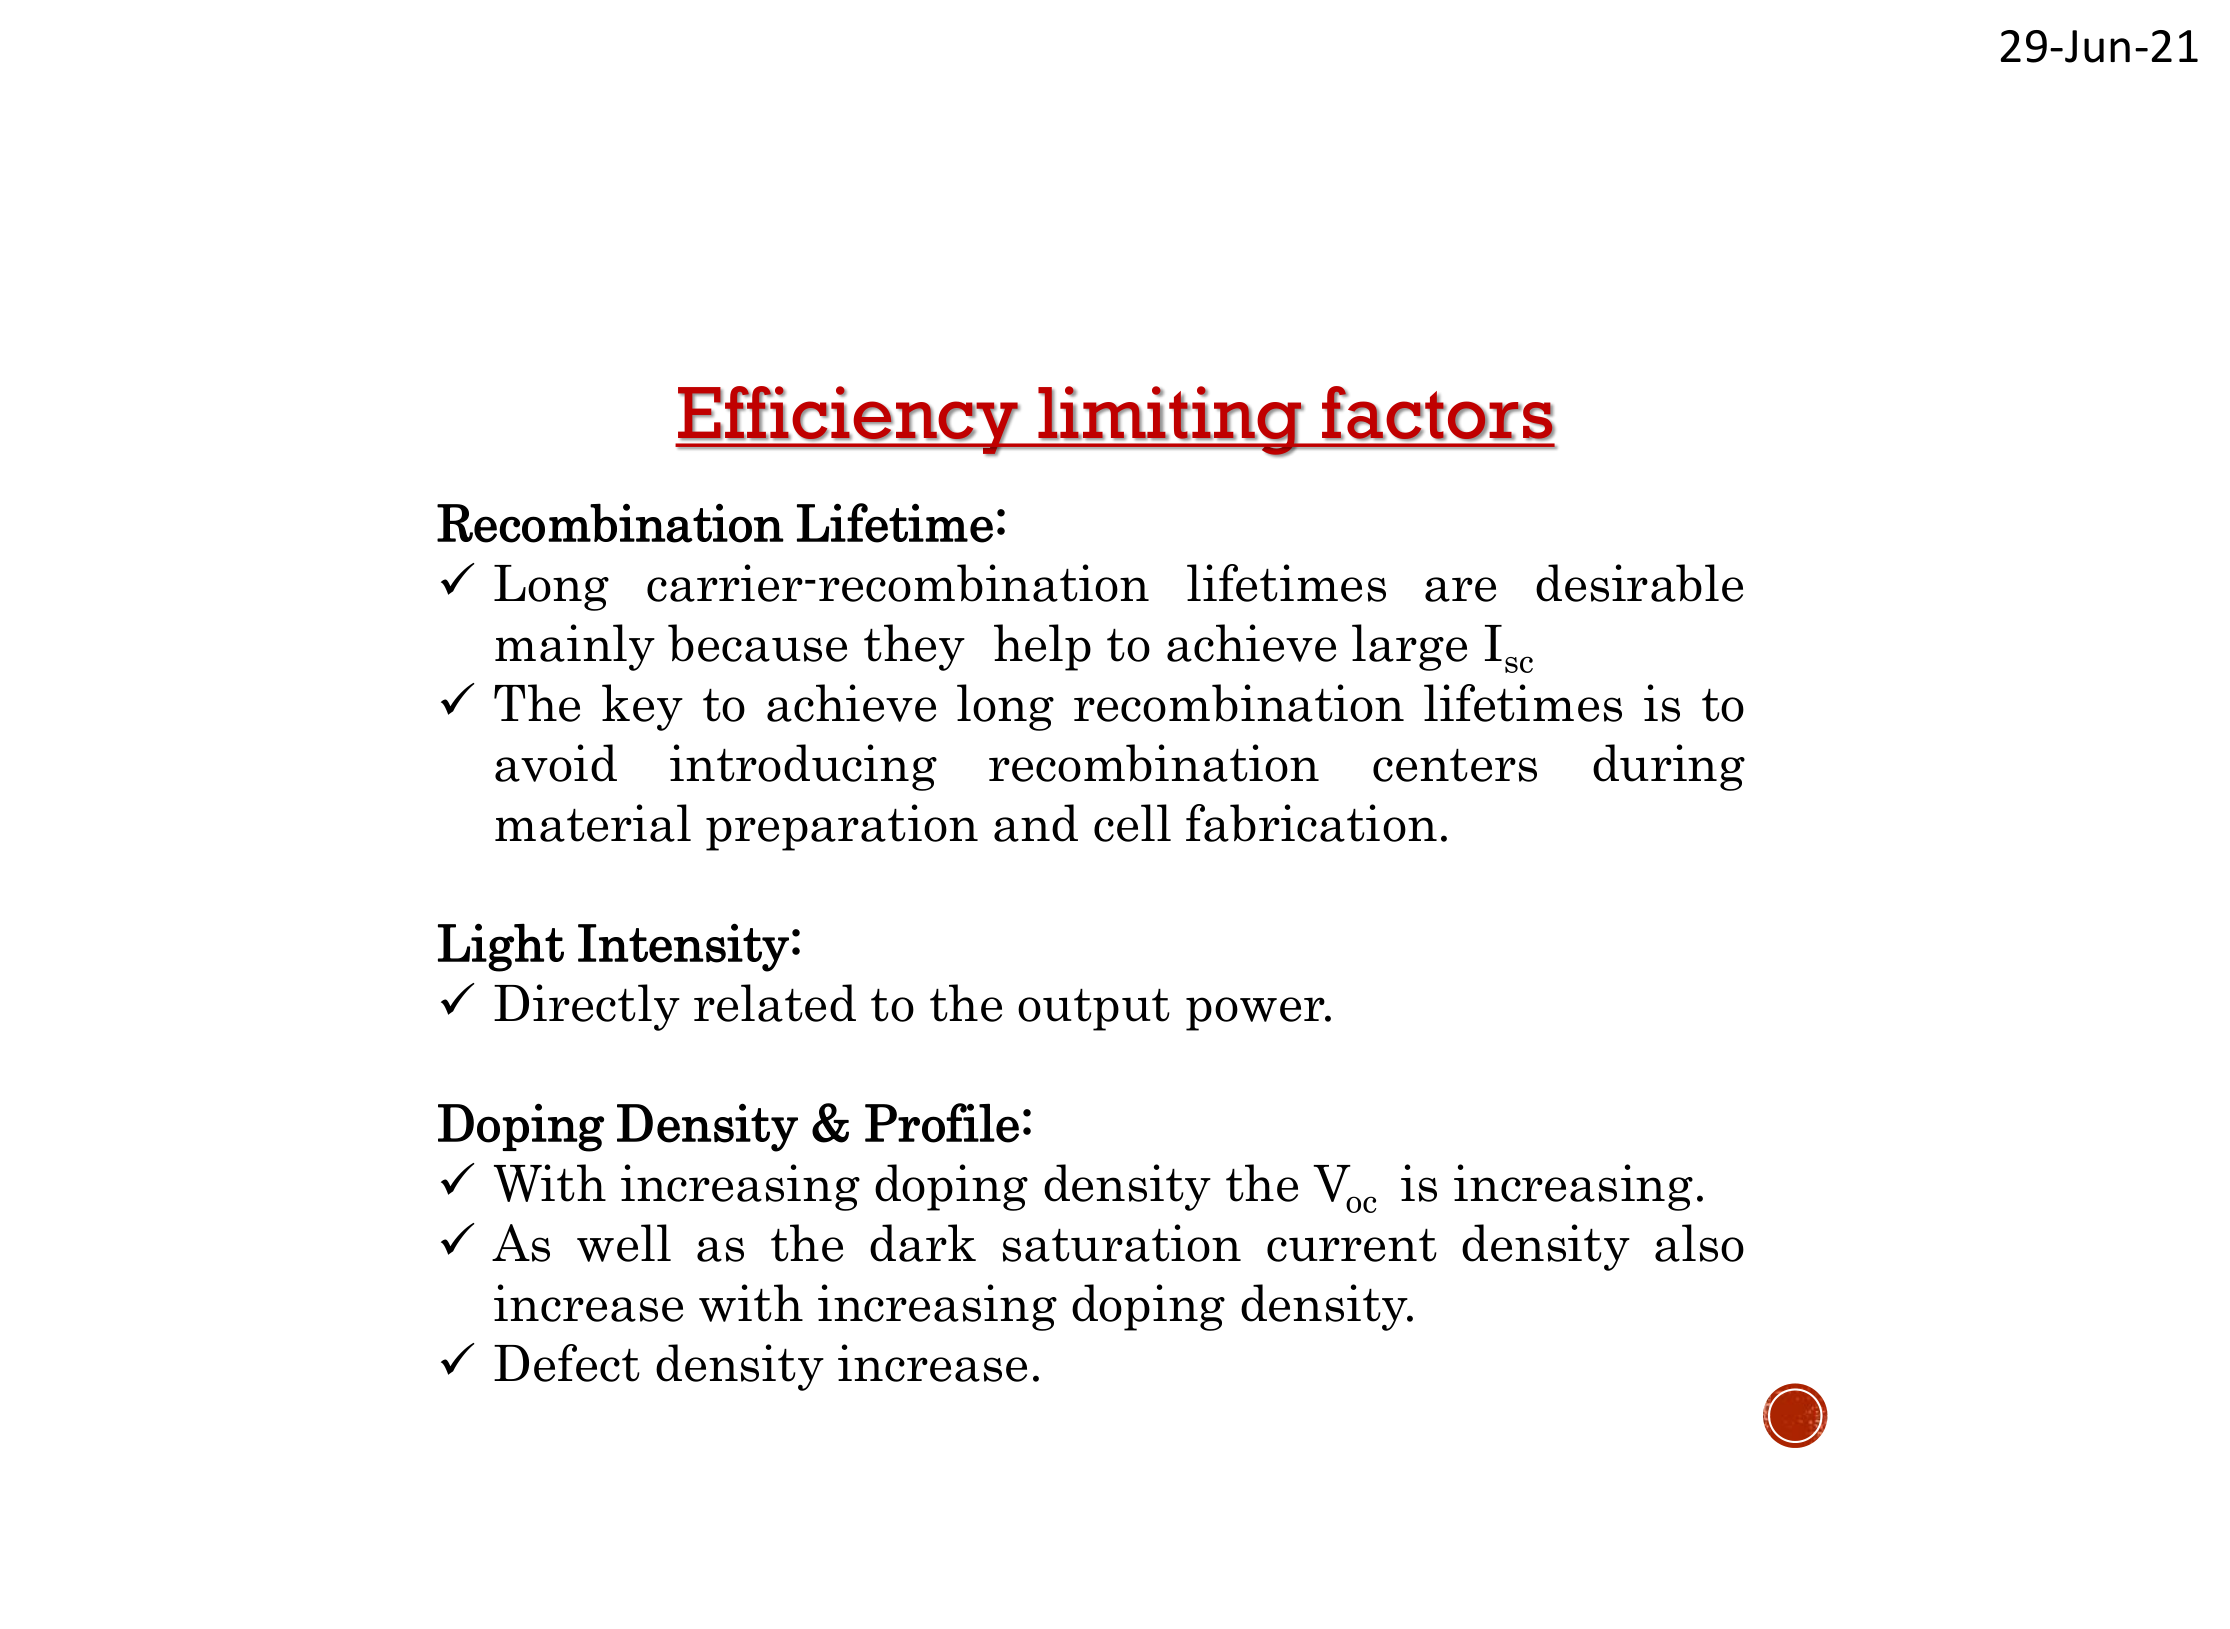 29-Jun-21
Efficiency limiting factors
Recombination Lifetime:
✓ Long carrier-recombination lifetimes are desirable
mainly because they help to achieve large Isc
✓ The key to achieve long recombination lifetimes is to
avoid introducing recombination centers during
material preparation and cell fabrication.
Light Intensity:
✓ Directly related to the output power.
Doping Density & Profile:
✓ With increasing doping density the Voc is increasing.
✓ As well as the dark saturation current density also
increase with increasing doping density.
✓ Defect density increase.